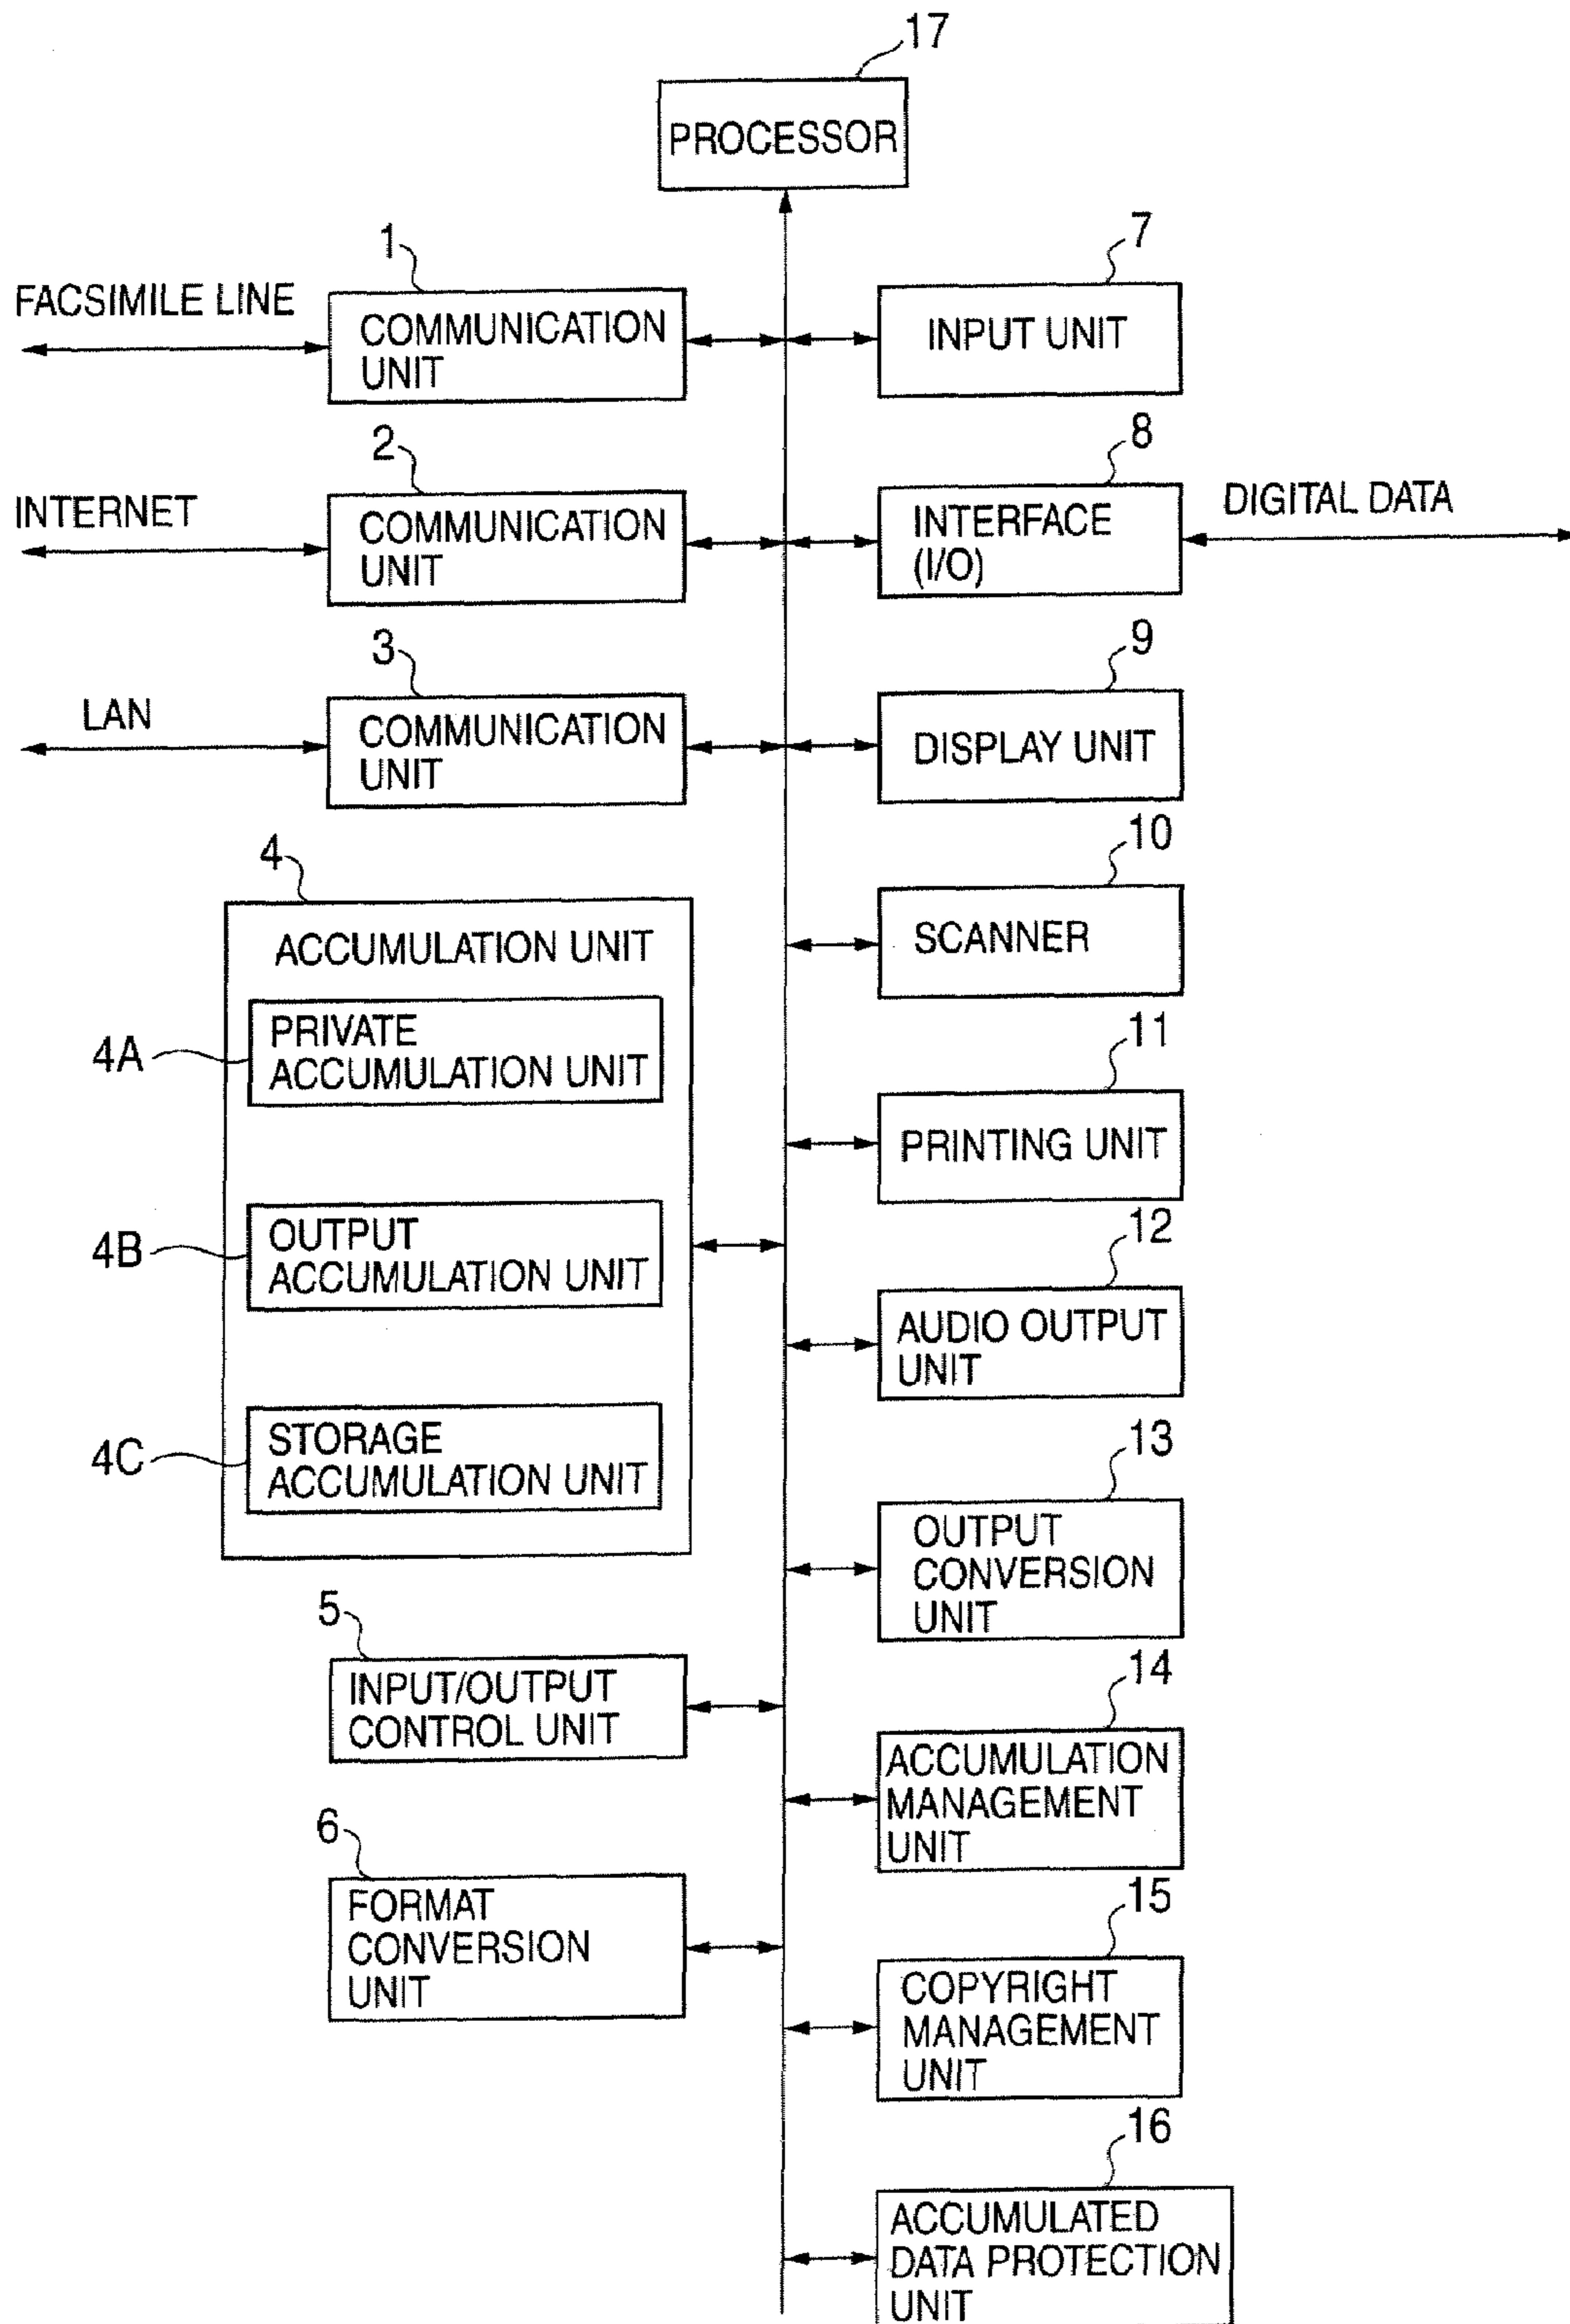 17
PROCESSOR
1
FACSIMILE LINE
COMMUNICATION
UNIT
7
INPUT UNIT
2
INTERNET
COMMUNICATION
UNIT
8
INTERFACE
(I/O)
DIGITAL DATA
3
LAN
COMMUNICATION
UNIT
9
DISPLAY UNIT
4
ACCUMULATION UNIT
4A
PRIVATE
ACCUMULATION UNIT
4B
OUTPUT
ACCUMULATION UNIT
4C
STORAGE
ACCUMULATION UNIT
10
SCANNER
11
PRINTING UNIT
12
AUDIO OUTPUT
UNIT
13
OUTPUT
CONVERSION
UNIT
5
INPUT/OUTPUT
CONTROL UNIT
14
ACCUMULATION
MANAGEMENT
UNIT
6
FORMAT
CONVERSION
UNIT
15
COPYRIGHT
MANAGEMENT
UNIT
16
ACCUMULATED
DATA PROTECTION
UNIT